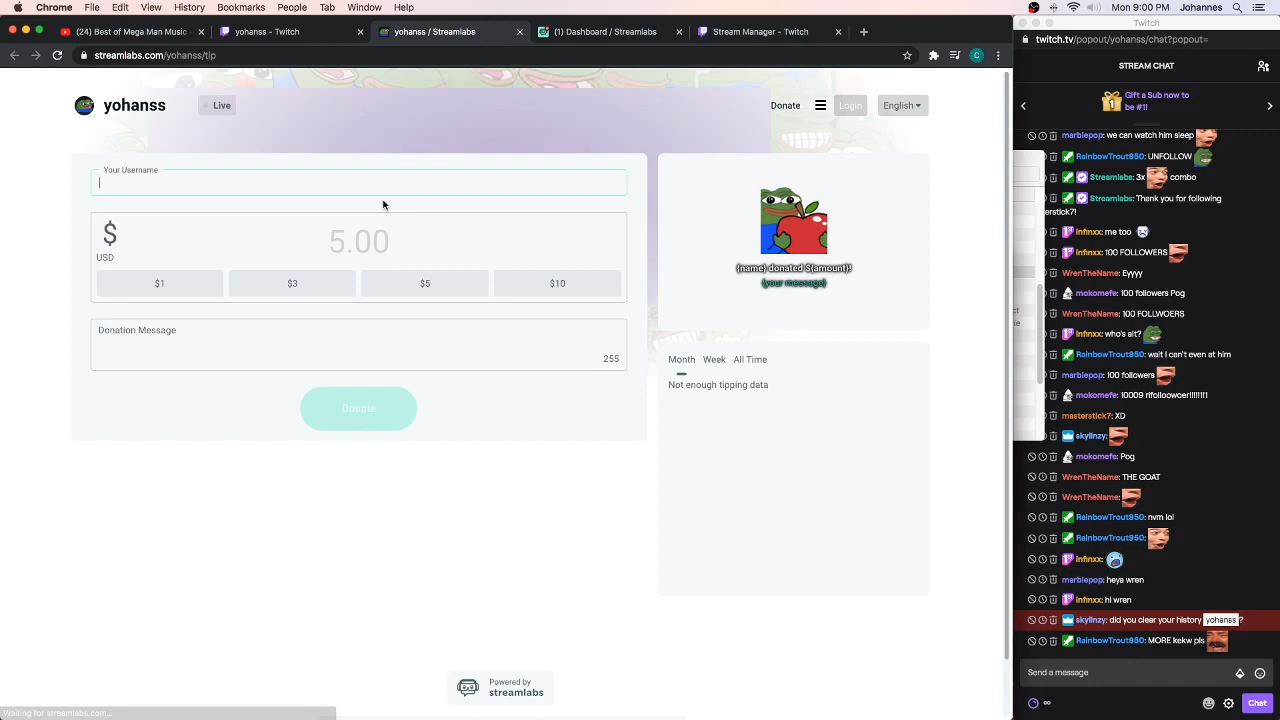 Chrome File Edit View History Bookmarks People Tab Window Help
Mon 9:00 PM Johannes
(24) Best of Mega Man Music
yohanss - Twitch
yohanss / Streamlabs
(1) Dashboard / Streamlabs
Stream Manager - Twitch
streamlabs.com/yohanss/tip
yohanss
Live
Donate
Login
English
Your Username
$
USD
5.00
$1
$3
$5
$10
Donation Message
255
Donate
{name} donated ${amount}!
{your message}
Month Week All Time
Not enough tipping data
Powered by
streamlabs
Waiting for streamlabs.com...
Twitch
twitch.tv/popout/yohanss/chat?popout=
STREAM CHAT
1
Gift a Sub now to
be #1!
marblepop: we can watch him sleep
RainbowTrout950: UNFOLLOW
Streamlabs: 3x combo
Streamlabs: Thank you for following
erstick7!
Infinxx: me too
Infinxx: 100 FOLLOWERS
WrenTheName: Eyyyy
mokomefe: 100 followers Pog
WrenTheName: 100 FOLLWOERS
Infinxx: who's alt?
RainbowTrout950: wait I can't even at him
marblepop: 100 followers
mokomefe: 10009 rifolloowoer!!!!!!1
masterstick7: XD
skylinzy:
mokomefe: Pog
WrenTheName: THE GOAT
WrenTheName:
RainbowTrout950: nvm lol
RainbowTrout950:
Infinxx:
marblepop: heya wren
Infinxx: hi wren
skylinzy: did you clear your history yohanss ?
RainbowTrout950: MORE kekw pls
Send a message
Chat